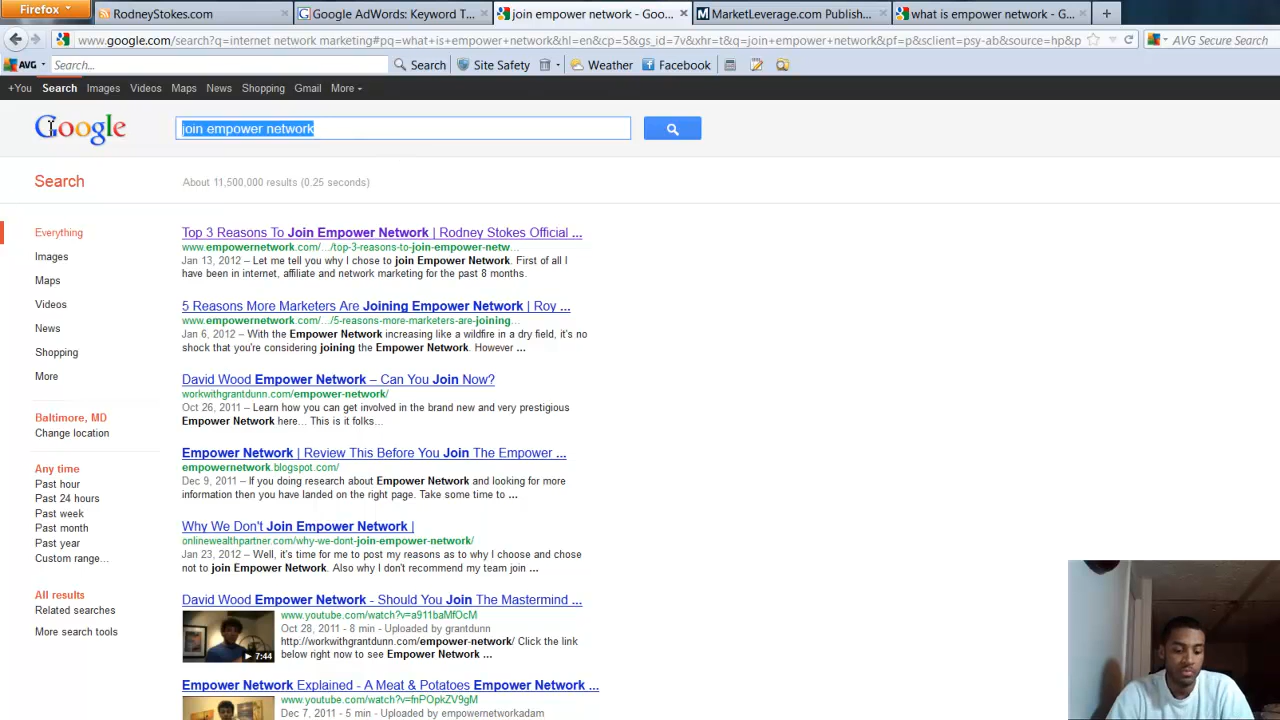 Firefox
RodneyStokes.com
Google AdWords: Keyword T...
join empower network - Goo...
MarketLeverage.com Publish...
what is empower network - G...
www.google.com/search?q=internet network marketing#pq=what+is+empower+network&hl=en&cp=5&gs_id=7v&xhr=t&q=join+empower+network&pf=p&sclient=psy-ab&source=hp&p
AVG Secure Search
AVG
Search...
Search
Site Safety
Weather
Facebook
+You
Search
Images
Videos
Maps
News
Shopping
Gmail
More
Google
join empower network
Search
About 11,500,000 results (0.25 seconds)
Everything
Images
Maps
Videos
News
Shopping
More
Baltimore, MD
Change location
Any time
Past hour
Past 24 hours
Past week
Past month
Past year
Custom range...
All results
Related searches
More search tools
Top 3 Reasons To Join Empower Network | Rodney Stokes Official ...
www.empowernetwork.com/.../top-3-reasons-to-join-empower-netw...
Jan 13, 2012 – Let me tell you why I chose to join Empower Network. First of all I
have been in internet, affiliate and network marketing for the past 8 months.
5 Reasons More Marketers Are Joining Empower Network | Roy ...
www.empowernetwork.com/.../5-reasons-more-marketers-are-joining...
Jan 6, 2012 – With the Empower Network increasing like a wildfire in a dry field, it's no
shock that you're considering joining the Empower Network. However ...
David Wood Empower Network – Can You Join Now?
workwithgrantdunn.com/empower-network/
Oct 26, 2011 – Learn how you can get involved in the brand new and very prestigious
Empower Network here... This is it folks...
Empower Network | Review This Before You Join The Empower ...
empowernetwork.blogspot.com/
Dec 9, 2011 – If you doing research about Empower Network and looking for more
information then you have landed on the right page. Take some time to ...
Why We Don't Join Empower Network |
onlinewealthpartner.com/why-we-dont-join-empower-network/
Jan 23, 2012 – Well, it's time for me to post my reasons as to why I choose and chose
not to join Empower Network. Also why I don't recommend my team join ...
David Wood Empower Network - Should You Join The Mastermind ...
www.youtube.com/watch?v=a911baMfOcM
Oct 28, 2011 - 8 min - Uploaded by grantdunn
http://workwithgrantdunn.com/empower-network/ Click the link
below right now to see Empower Network ...
7:44
Empower Network Explained - A Meat & Potatoes Empower Network ...
www.youtube.com/watch?v=fnPOpkZV9gM
Dec 7, 2011 - 5 min - Uploaded by empowernetworkadam